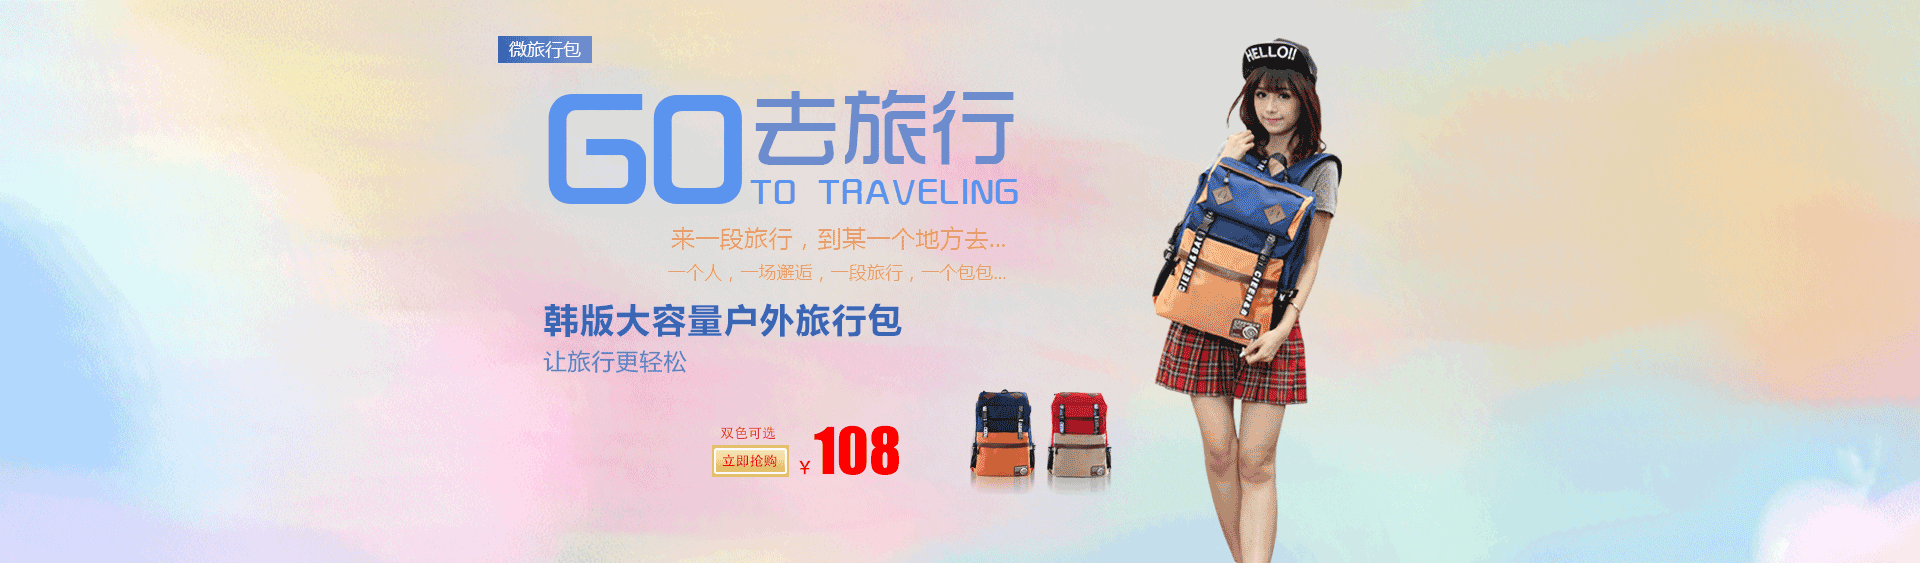 微旅行包
GO去旅行
TO TRAVELING
来一段旅行，到某一个地方去...
一个人，一场邂逅，一段旅行，一个包包...
韩版大容量户外旅行包
让旅行更轻松
双色可选
立即抢购
¥108
HELLO!!